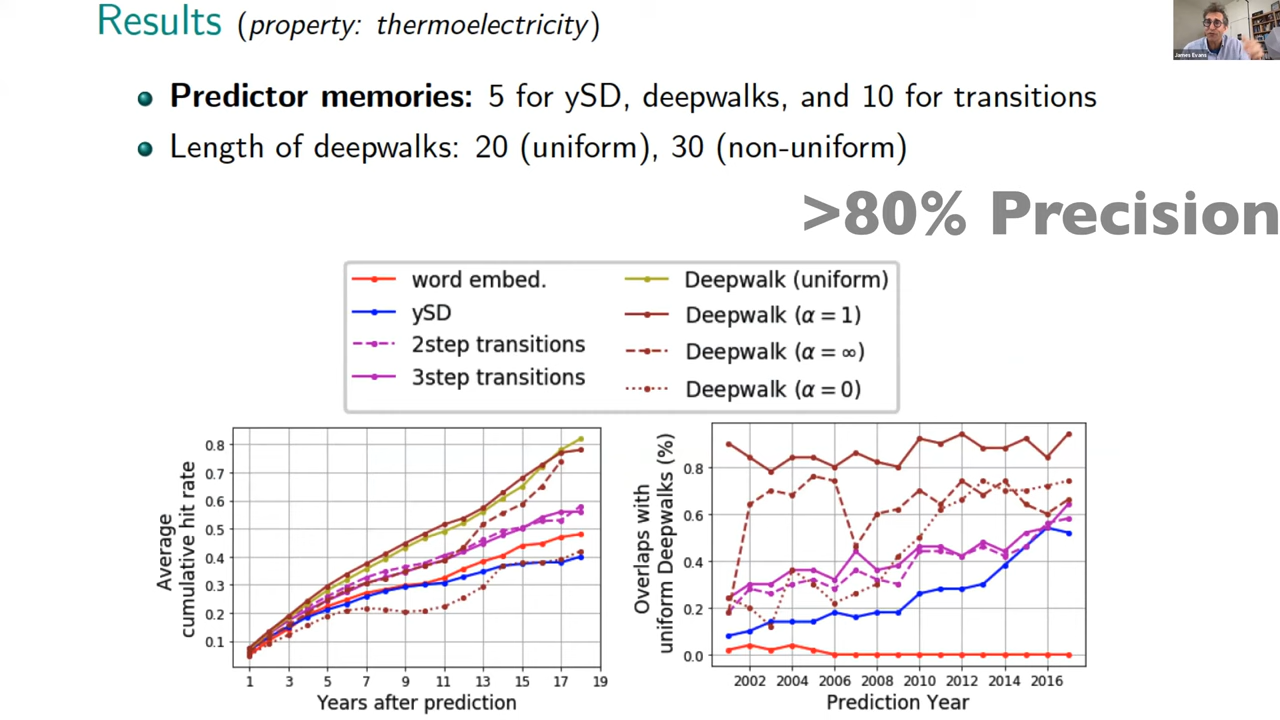 Results (property: thermoelectricity)
James Evans
Predictor memories: 5 for ySD, deepwalks, and 10 for transitions
Length of deepwalks: 20 (uniform), 30 (non-uniform)
>80% Precision
word embed.
ySD
2step transitions
3step transitions
Deepwalk (uniform)
Deepwalk (α = 1)
Deepwalk (α = ∞)
Deepwalk (α = 0)
Average
cumulative hit rate
0.8
0.7
0.6
0.5
0.4
0.3
0.2
0.1
1 3 5 7 9 11 13 15 17 19
Years after prediction
Overlaps with
uniform Deepwalks (%)
0.8
0.6
0.4
0.2
0.0
2002 2004 2006 2008 2010 2012 2014 2016
Prediction Year